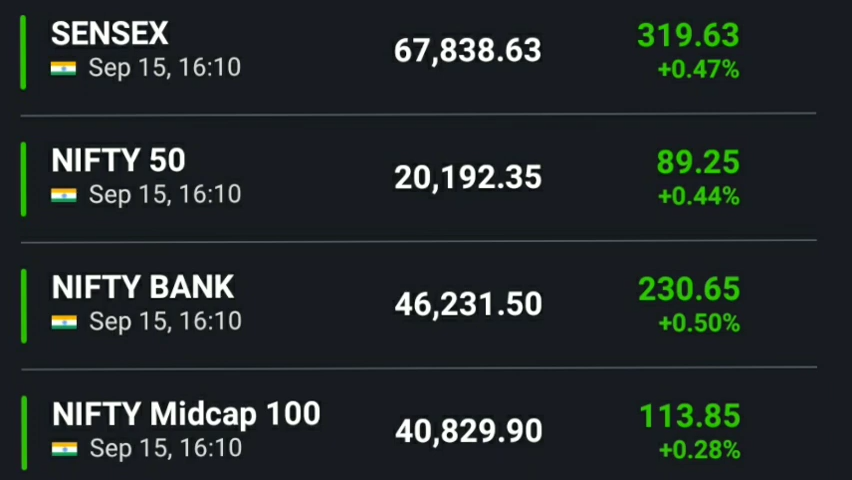 SENSEX
67,838.63
319.63
Sep 15, 16:10
+0.47%
NIFTY 50
20,192.35
89.25
Sep 15, 16:10
+0.44%
NIFTY BANK
46,231.50
230.65
Sep 15, 16:10
+0.50%
NIFTY Midcap 100
40,829.90
113.85
Sep 15, 16:10
+0.28%